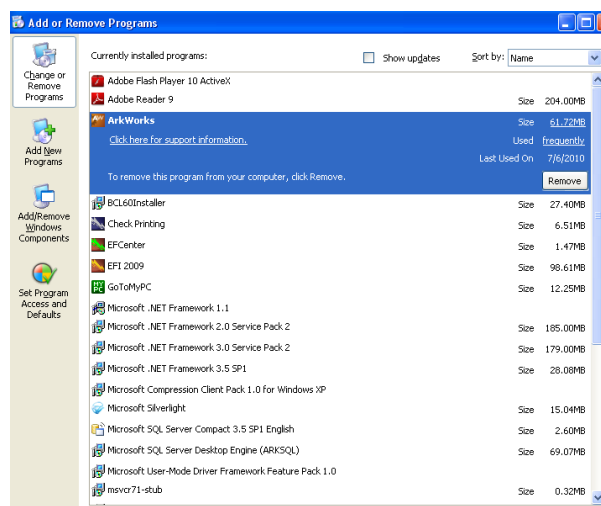 Add or Remove Programs
Change or
Remove
Programs
Add New
Programs
Add/Remove
Windows
Components
Set Program
Access and
Defaults
Currently installed programs: Show updates Sort by: Name
Adobe Flash Player 10 ActiveX
Adobe Reader 9 Size 204.00MB
ArkWorks Size 61.72MB
Click here for support information. Used frequently
Last Used On 7/6/2010
To remove this program from your computer, click Remove. Remove
BCL60Installer Size 27.40MB
Check Printing Size 6.51MB
EFCenter Size 1.47MB
EFI 2009 Size 98.61MB
GoToMyPC Size 12.25MB
Microsoft .NET Framework 1.1
Microsoft .NET Framework 2.0 Service Pack 2 Size 185.00MB
Microsoft .NET Framework 3.0 Service Pack 2 Size 179.00MB
Microsoft .NET Framework 3.5 SP1 Size 28.08MB
Microsoft Compression Client Pack 1.0 for Windows XP
Microsoft Silverlight Size 15.04MB
Microsoft SQL Server Compact 3.5 SP1 English Size 2.60MB
Microsoft SQL Server Desktop Engine (ARKSQL) Size 69.07MB
Microsoft User-Mode Driver Framework Feature Pack 1.0
msvcr71-stub Size 0.32MB